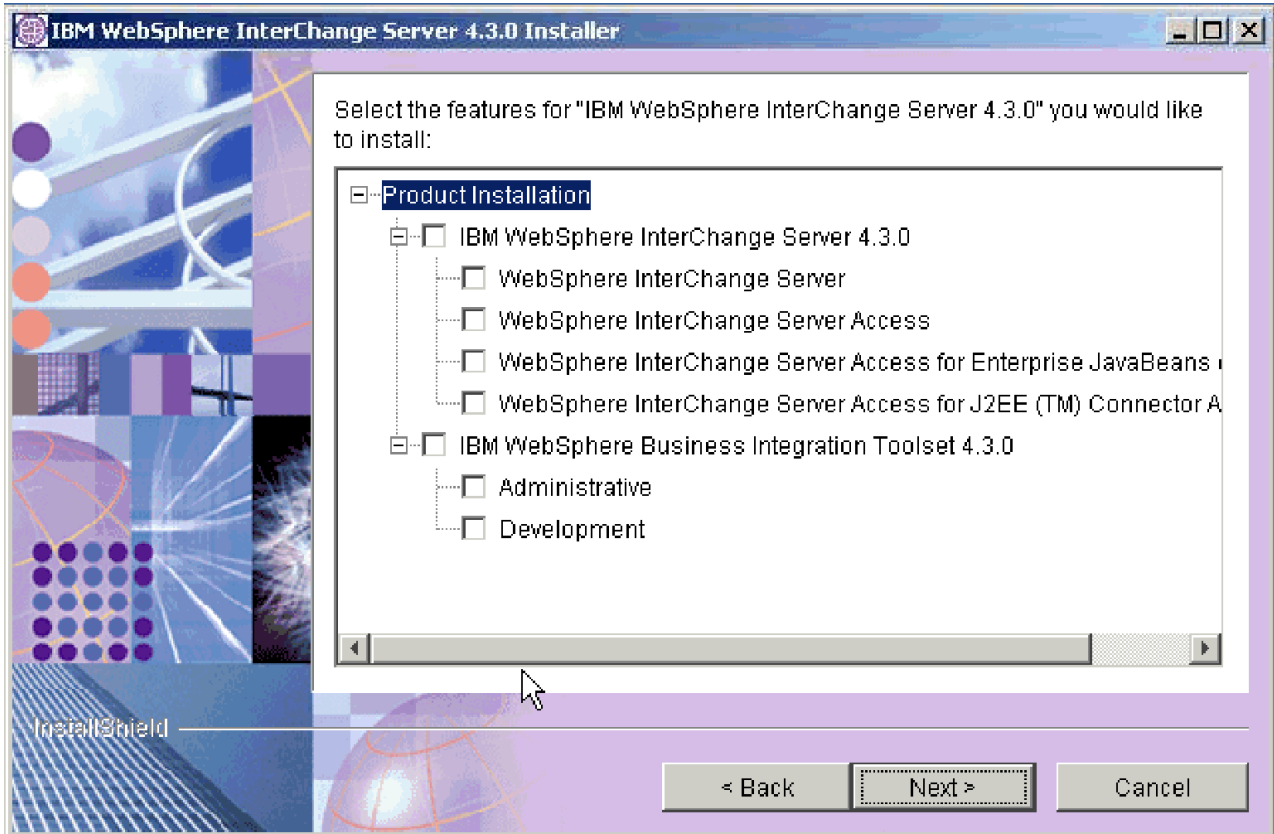 IBM WebSphere InterChange Server 4.3.0 Installer
Select the features for "IBM WebSphere InterChange Server 4.3.0" you would like
to install:
Product Installation
IBM WebSphere InterChange Server 4.3.0
WebSphere InterChange Server
WebSphere InterChange Server Access
WebSphere InterChange Server Access for Enterprise JavaBeans
WebSphere InterChange Server Access for J2EE (TM) Connector A
IBM WebSphere Business Integration Toolset 4.3.0
Administrative
Development
InstallShield
< Back
Next >
Cancel